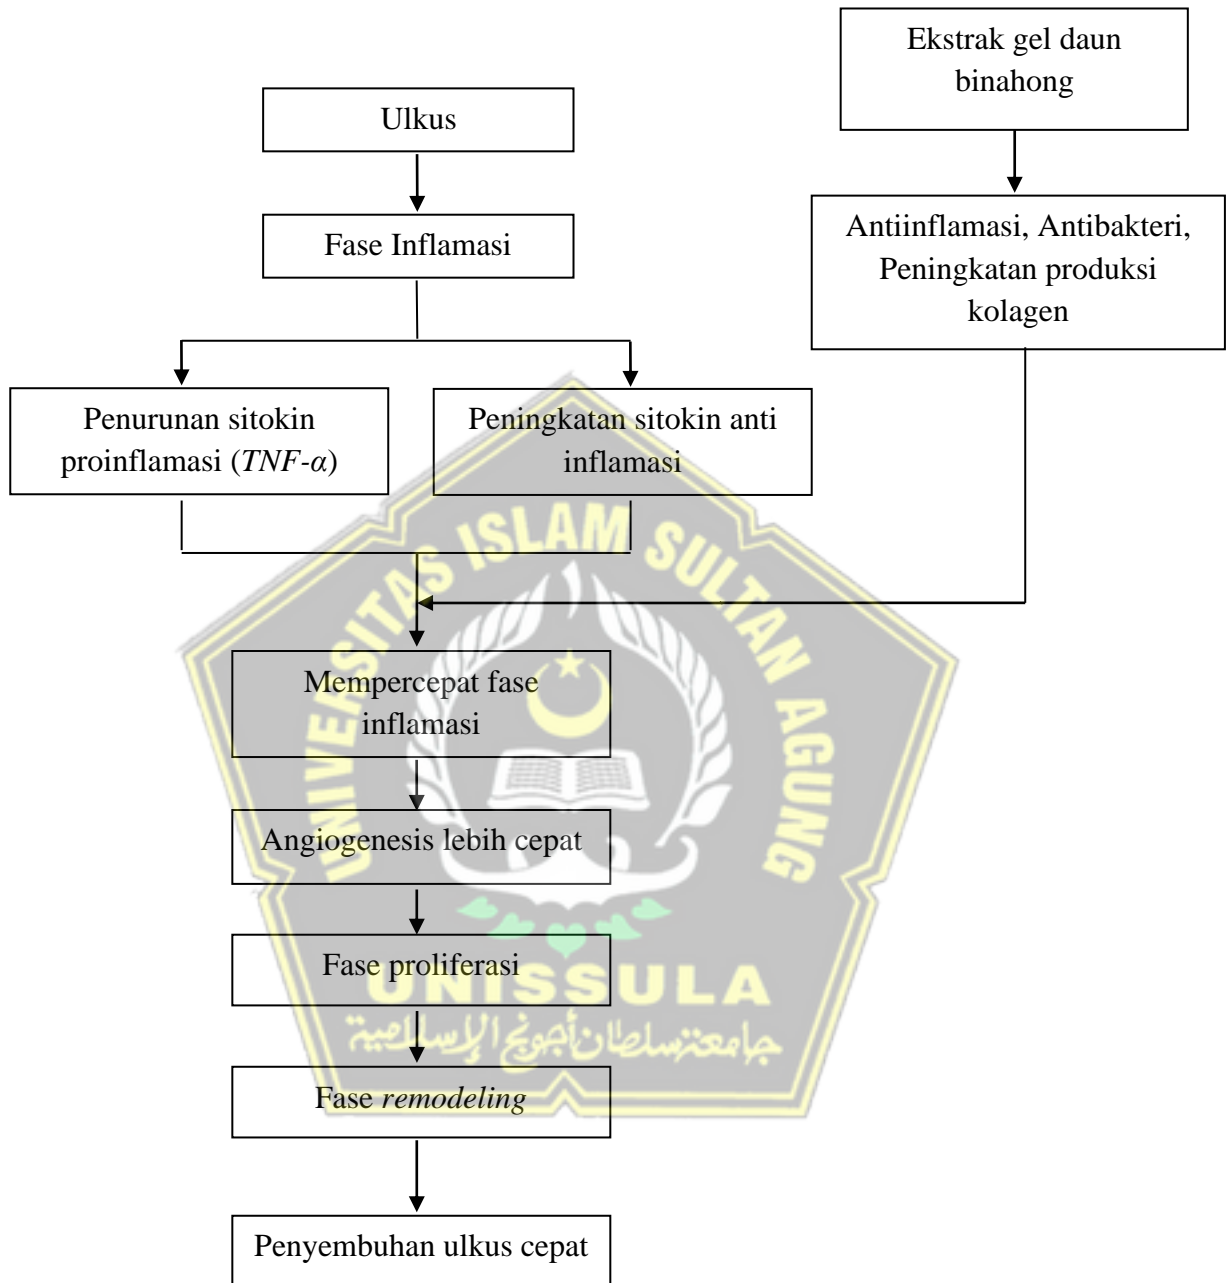 Ekstrak gel daun
binahong
Ulkus
Antiinflamasi, Antibakteri,
Peningkatan produksi
kolagen
Fase Inflamasi
Penurunan sitokin
proinflamasi (TNF-α)
Peningkatan sitokin anti
inflamasi
UNIVERSITAS ISLAM SULTAN AGUNG
Mempercepat fase
inflamasi
Angiogenesis lebih cepat
Fase proliferasi
UNISSULA
جامعتسلطان أجونج الإسلامية
Fase remodeling
Penyembuhan ulkus cepat